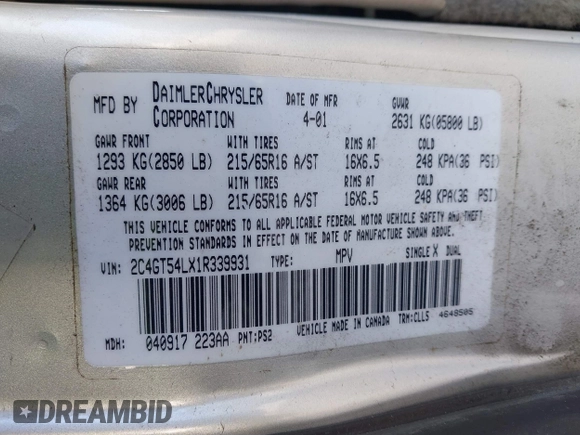 MFD BY DAIMLERCHRYSLER CORPORATION DATE OF MFR 4-01 GVWR 2631 KG(05800 LB)
GAWR FRONT WITH TIRES RIMS AT COLD
1293 KG(2850 LB) 215/65R16 A/ST 16X6.5 248 KPA(36 PSI)
GAWR REAR WITH TIRES RIMS AT COLD
1364 KG(3006 LB) 215/65R16 A/ST 16X6.5 248 KPA(36 PSI)
THIS VEHICLE CONFORMS TO ALL APPLICABLE FEDERAL MOTOR VEHICLE SAFETY AND THEFT
PREVENTION STANDARDS IN EFFECT ON THE DATE OF MANUFACTURE SHOWN ABOVE.
VIN: 2C4GT54LX1R339931 TYPE: MPV SINGLE X DUAL
MDH: 040917 223AA PNT:PS2 VEHICLE MADE IN CANADA TRM:CLL5 4648505
DREAMBID